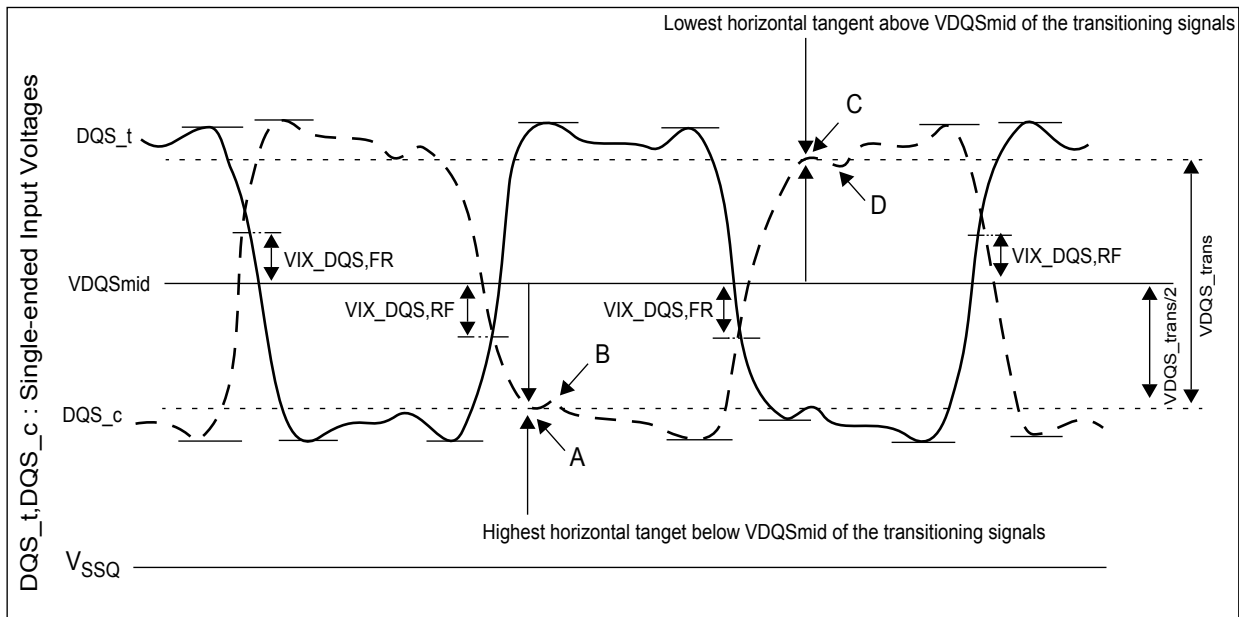 Lowest horizontal tangent above VDQSmid of the transitioning signals
DQS_t,DQS_c : Single-ended Input Voltages
DQS_t
C
D
VIX_DQS,FR
VIX_DQS,RF
VDQSmid
VIX_DQS,RF
VIX_DQS,FR
VDQS_trans/2
VDQS_trans
B
DQS_c
A
Highest horizontal tanget below VDQSmid of the transitioning signals
VSSQ